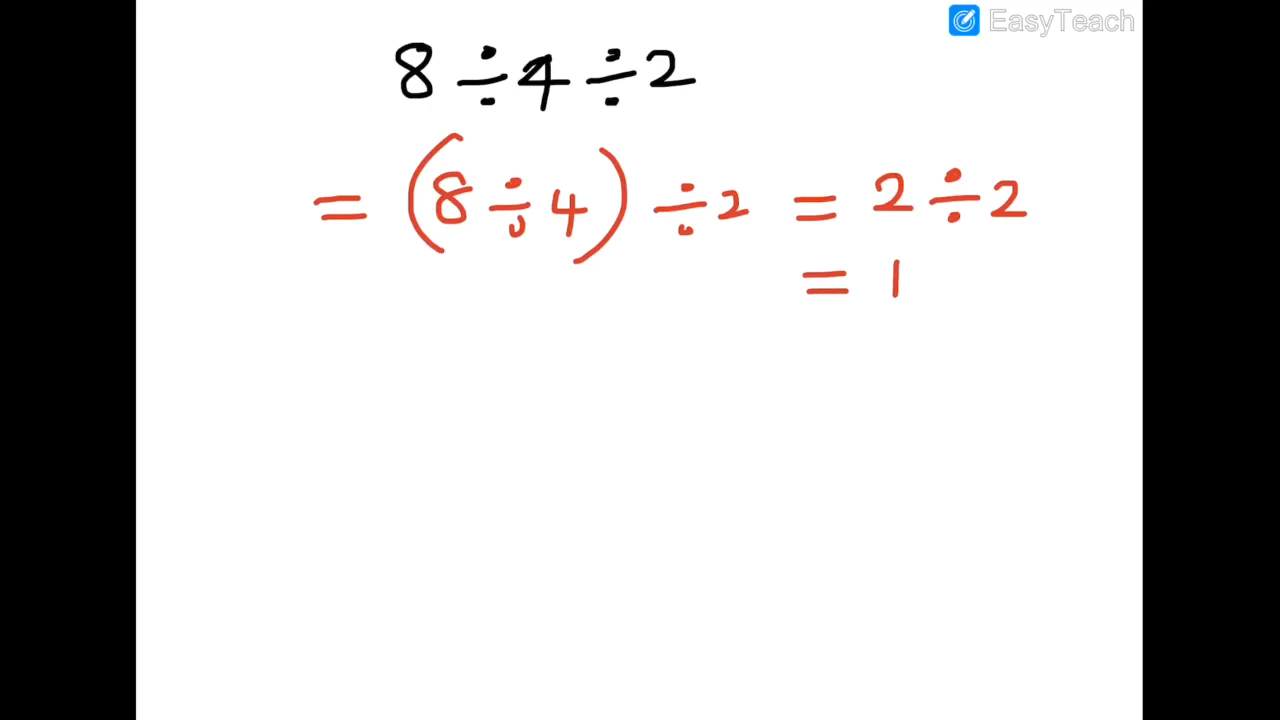 EasyTeach
8÷4÷2
= (8÷4)÷2 = 2÷2
= 1